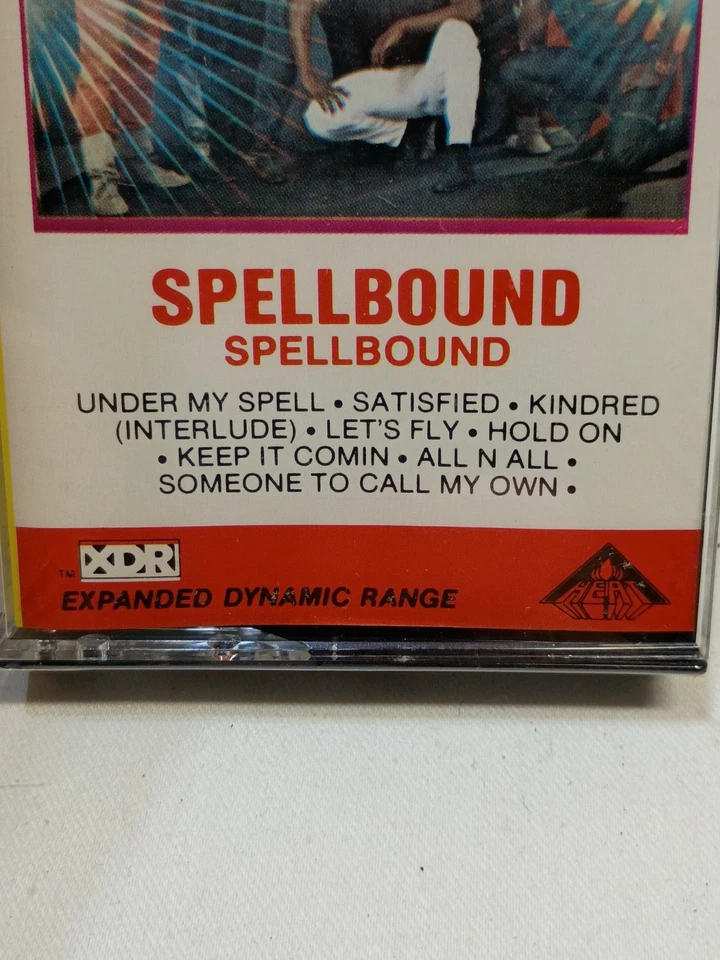 SPELLBOUND
SPELLBOUND
UNDER MY SPELL • SATISFIED • KINDRED
(INTERLUDE) • LET'S FLY • HOLD ON
• KEEP IT COMIN • ALL N ALL •
SOMEONE TO CALL MY OWN •
TM XDR
EXPANDED DYNAMIC RANGE
HEAT